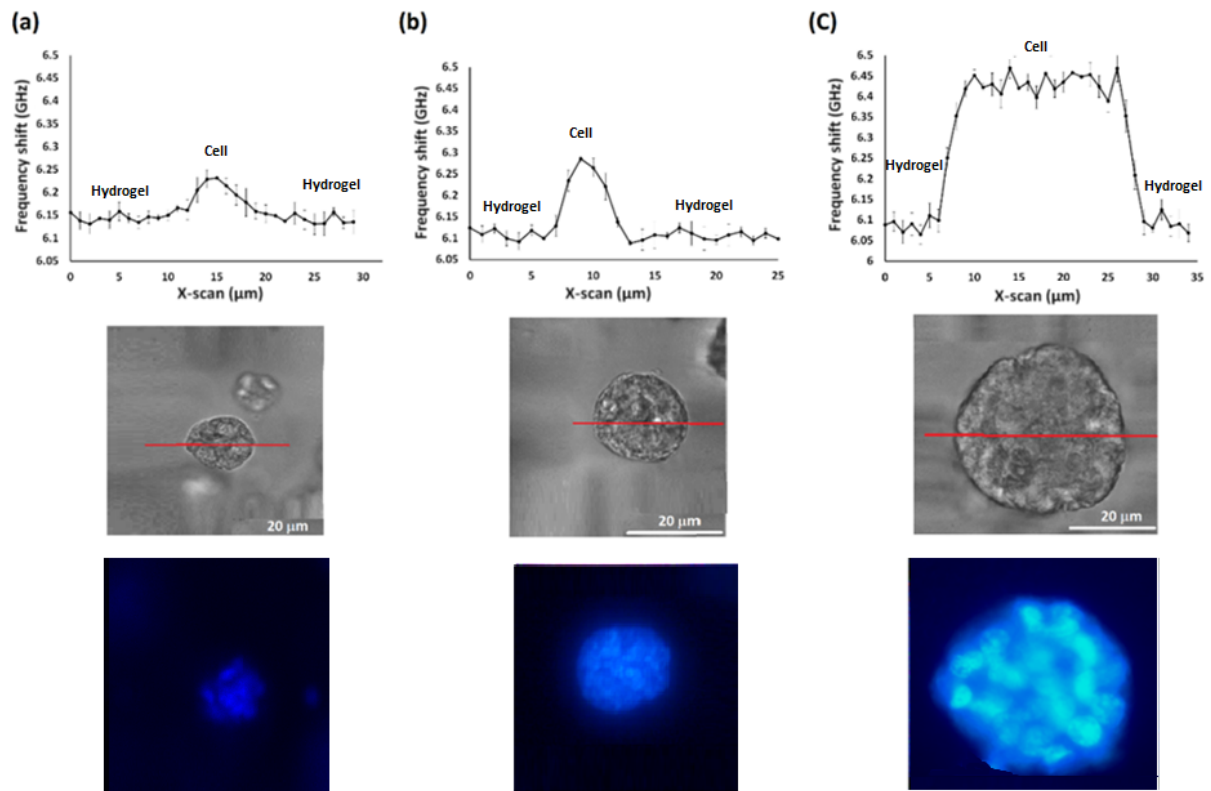 (a)
6.5
6.45
6.4
6.35
6.3
6.25
6.2
6.15
6.1
6.05
Frequency shift (GHz)
Hydrogel
Cell
Hydrogel
0 5 10 15 20 25 30
X-scan (µm)
20 µm
(b)
6.5
6.45
6.4
6.35
6.3
6.25
6.2
6.15
6.1
6.05
Frequency shift (GHz)
Hydrogel
Cell
Hydrogel
0 5 10 15 20 25
X-scan (µm)
20 µm
(C)
6.5
6.45
6.4
6.35
6.3
6.25
6.2
6.15
6.1
6.05
6
Frequency shift (GHz)
Cell
Hydrogel
Hydrogel
0 5 10 15 20 25 30 35
X-scan (µm)
20 µm